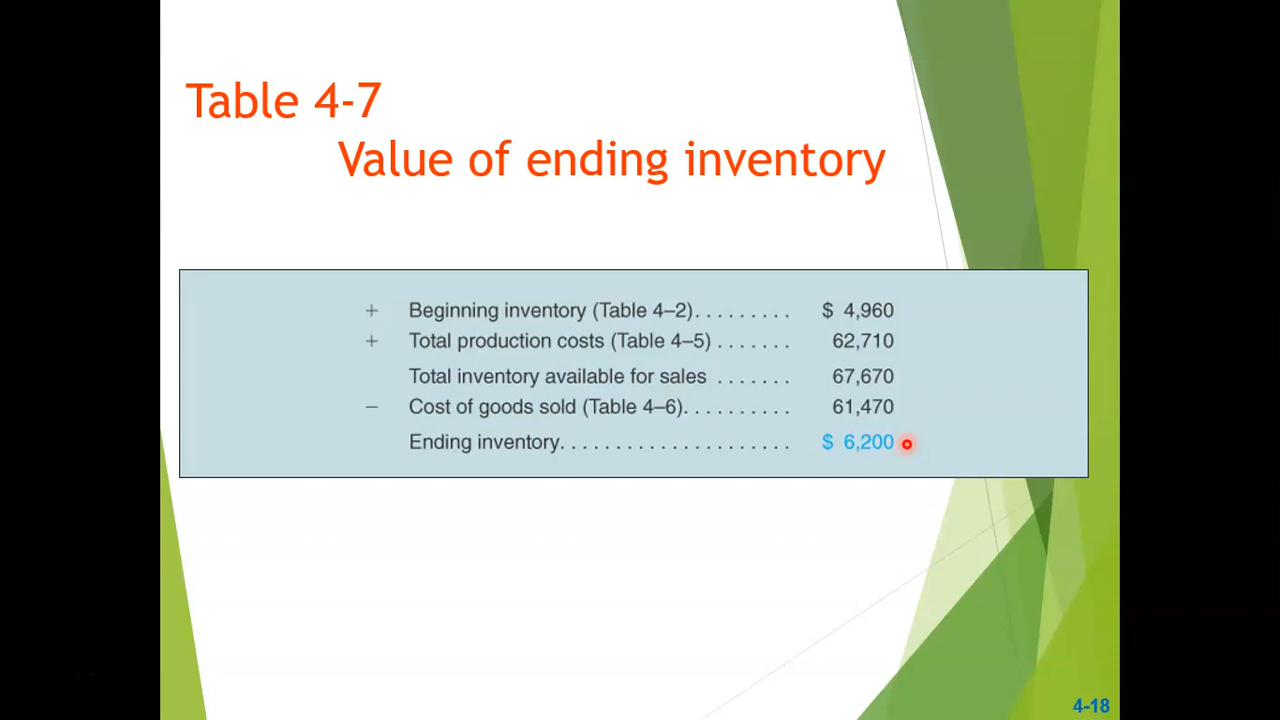 Table 4-7
Value of ending inventory
+ Beginning inventory (Table 4–2). . . . . . . . . $ 4,960
+ Total production costs (Table 4–5) . . . . . . . 62,710
Total inventory available for sales . . . . . . . 67,670
− Cost of goods sold (Table 4–6). . . . . . . . . . 61,470
Ending inventory. . . . . . . . . . . . . . . . . . . . . $ 6,200
4-18